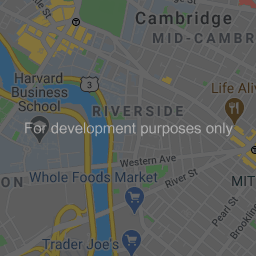 Cambridge
MID-CAMBR
Harvard
Business
School
3
RIVERSIDE
Life Aliv
For development purposes only
Western Ave
Whole Foods Market
River St
MIT
ON
Pearl St
Brookline
Trader Joe's